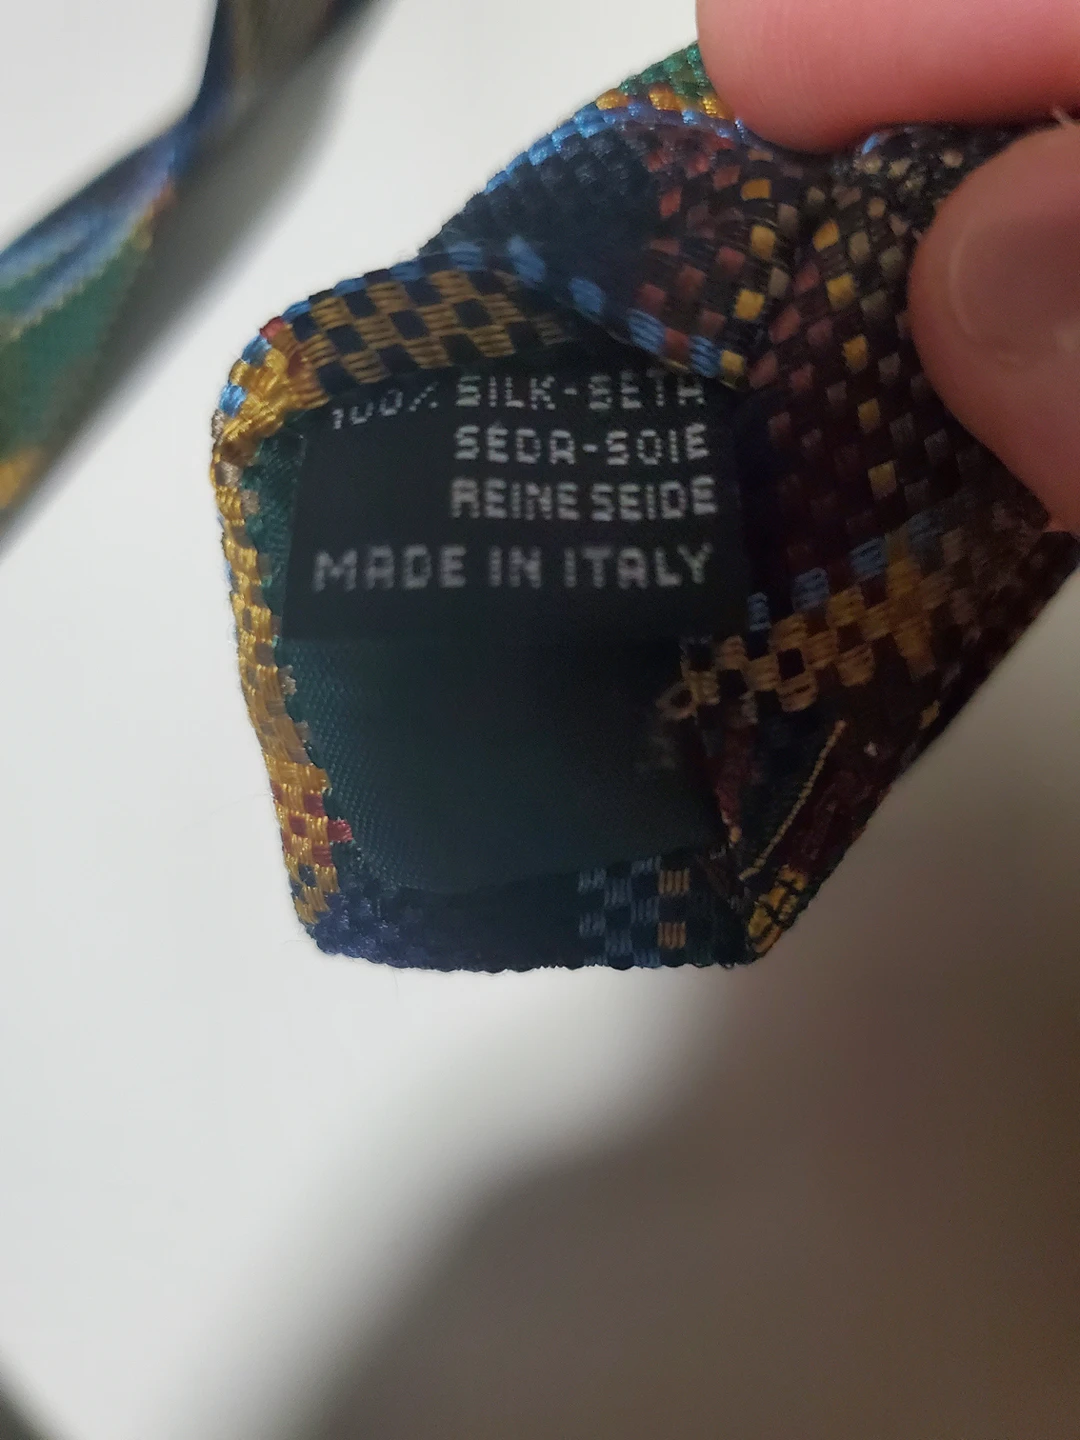 100% SILK-SETA
SEDA-SOIE
REINE SEIDE
MADE IN ITALY